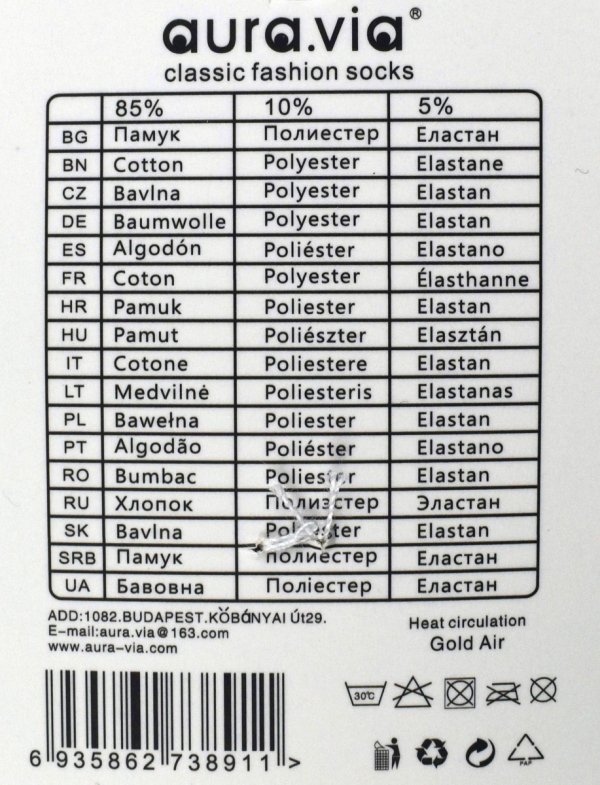 aura.via®
classic fashion socks
85% 10% 5%
BG Памук Полиестер Еластан
BN Cotton Polyester Elastane
CZ Bavlna Polyester Elastan
DE Baumwolle Polyester Elastan
ES Algodón Poliéster Elastano
FR Coton Polyester Élasthanne
HR Pamuk Poliester Elastan
HU Pamut Poliészter Elasztán
IT Cotone Poliestere Elastan
LT Medvilnė Poliesteris Elastanas
PL Bawełna Poliester Elastan
PT Algodão Poliéster Elastano
RO Bumbac Poliester Elastan
RU Хлопок Полиэстер Эластан
SK Bavlna Polyester Elastan
SRB Памук полиестер Еластан
UA Бавовна Поліестер Еластан
ADD:1082.BUDAPEST.KŎBáNYAI Út29.
E-mail:aura.via@163.com
www.aura-via.com
Heat circulation
Gold Air
30℃
6 935862 738911 >
PAP